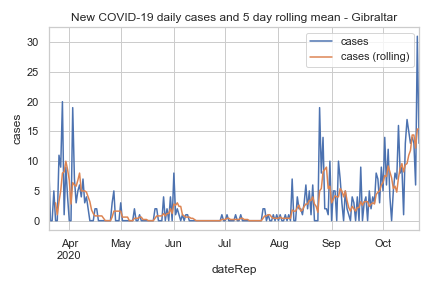 New COVID-19 daily cases and 5 day rolling mean - Gibraltar
cases
cases (rolling)
30
25
20
15
10
5
0
cases
Apr May Jun Jul Aug Sep Oct
2020
dateRep